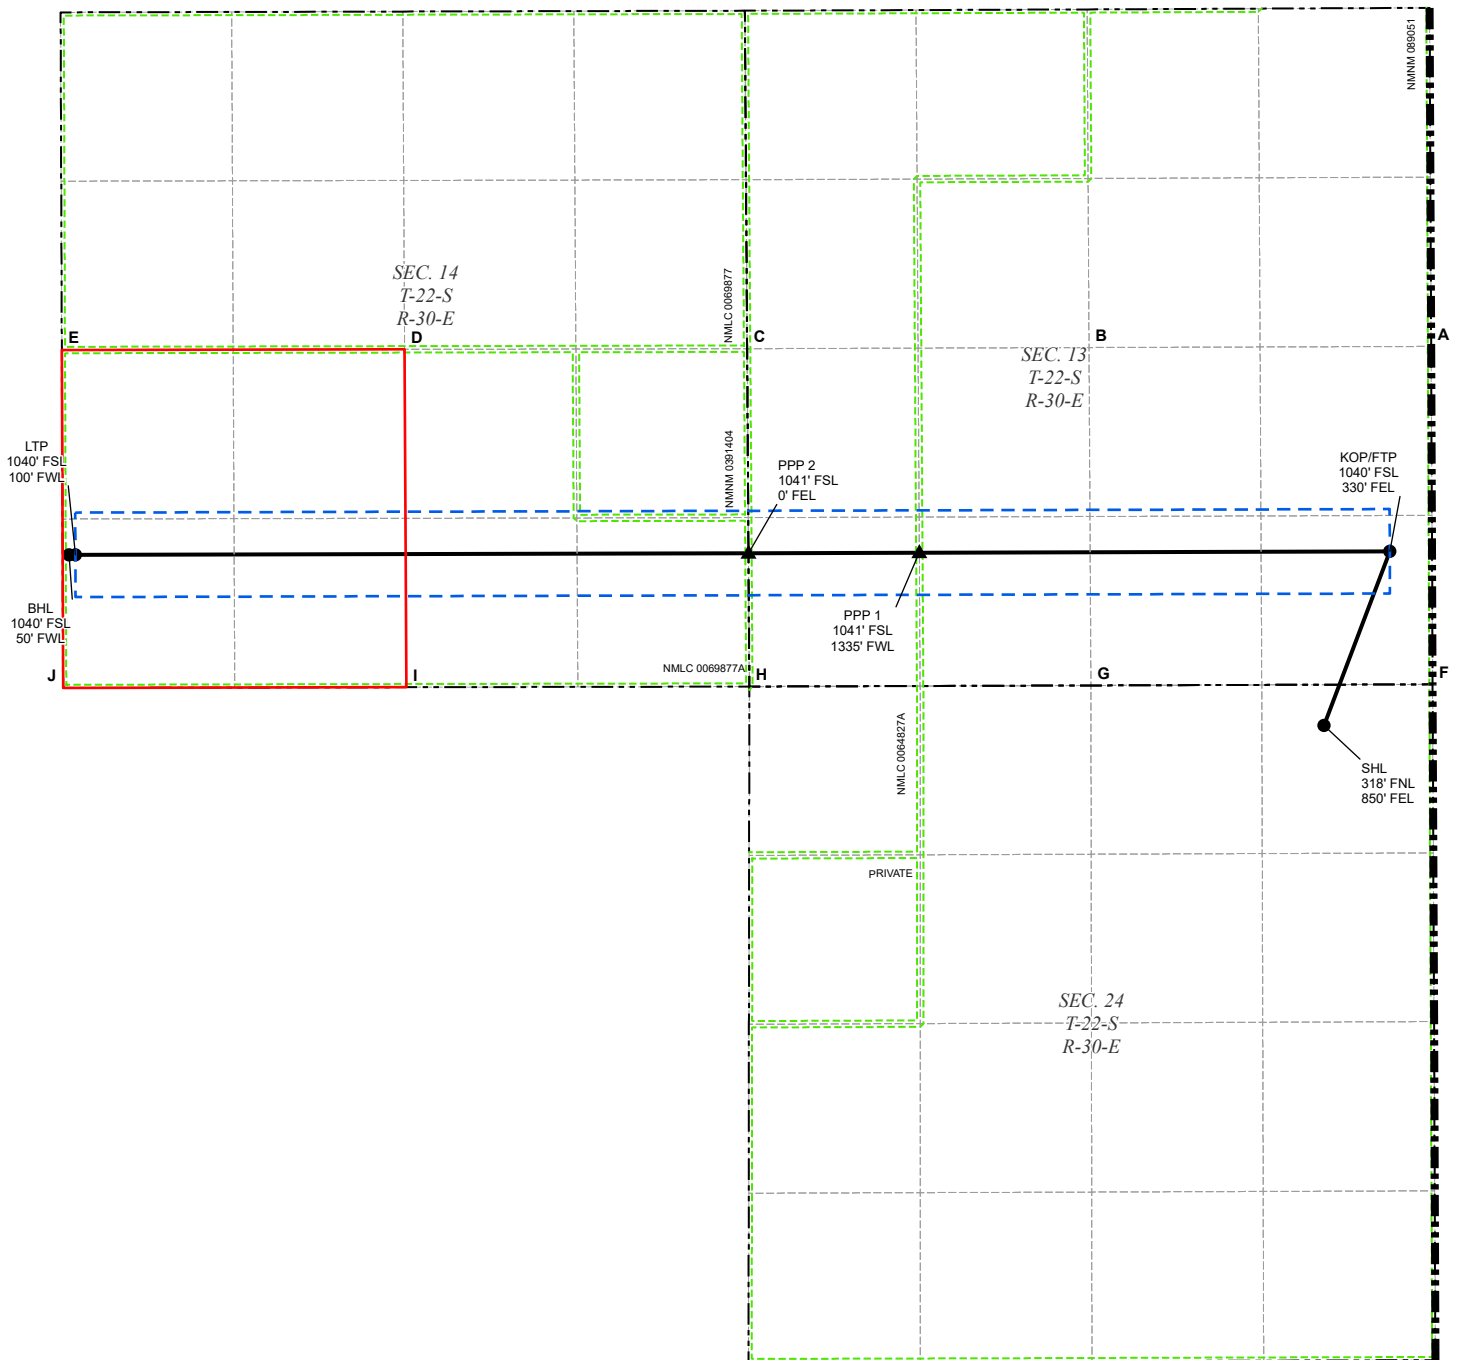 NMNM 089051
SEC. 14
T-22-S
R-30-E
NMLC 0069877
E
D
C
B
A
SEC. 13
T-22-S
R-30-E
LTP
1040' FSL
100' FWL
NMNM 0391404
PPP 2
1041' FSL
0' FEL
KOP/FTP
1040' FSL
330' FEL
BHL
1040' FSL
50' FWL
PPP 1
1041' FSL
1335' FWL
NMLC 0069877A
J
I
H
G
F
NMLC 0064827A
SHL
318' FNL
850' FEL
PRIVATE
SEC. 24
T-22-S
R-30-E